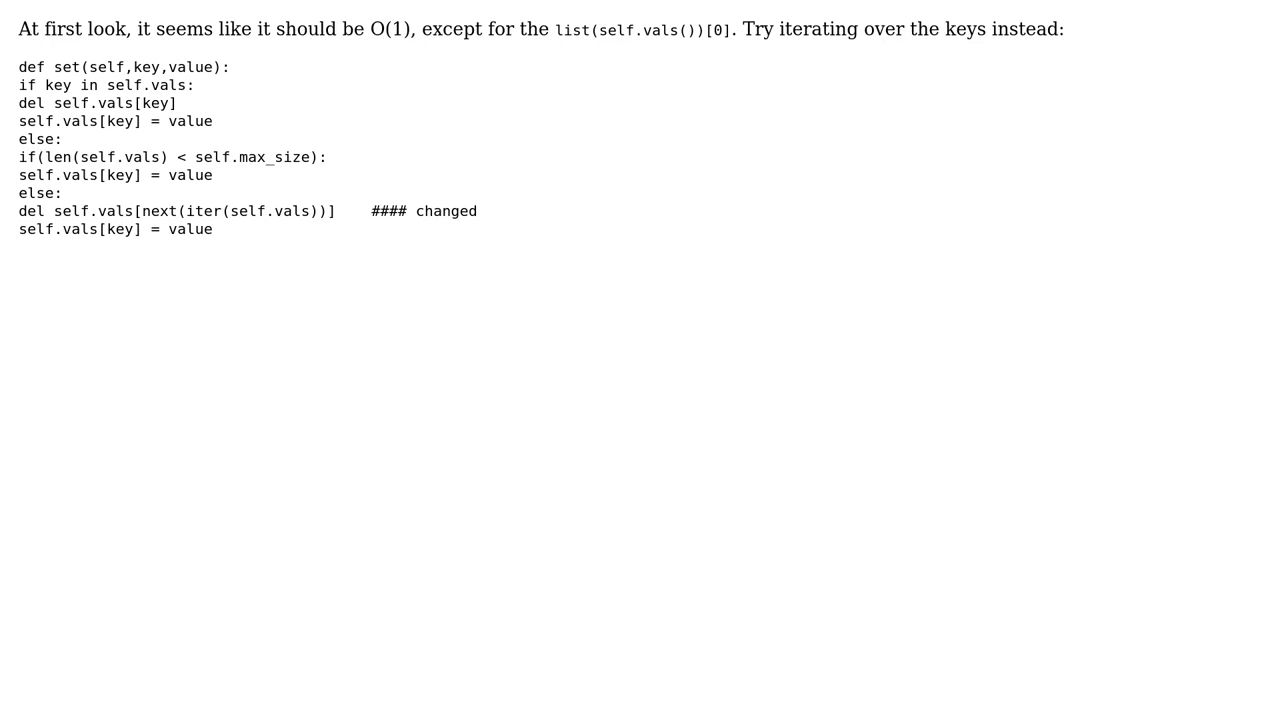 At first look, it seems like it should be O(1), except for the list(self.vals())[0]. Try iterating over the keys instead:
def set(self,key,value):
if key in self.vals:
del self.vals[key]
self.vals[key] = value
else:
if(len(self.vals) < self.max_size):
self.vals[key] = value
else:
del self.vals[next(iter(self.vals))]    #### changed
self.vals[key] = value